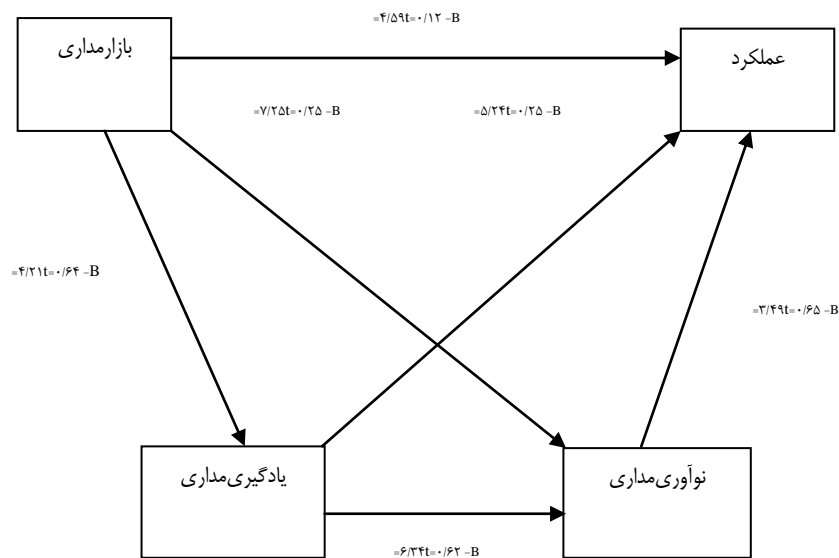 =۴/۵۹t=۰/۱۲ –B
بازارمداری
عملکرد
=۷/۲۵t=۰/۲۵ –B
=۵/۲۴t=۰/۲۵ –B
=۴/۲۱t=۰/۶۴ –B
=۳/۴۹t=۰/۶۵ –B
یادگیری‌مداری
نوآوری‌مداری
=۶/۳۴t=۰/۶۲ –B